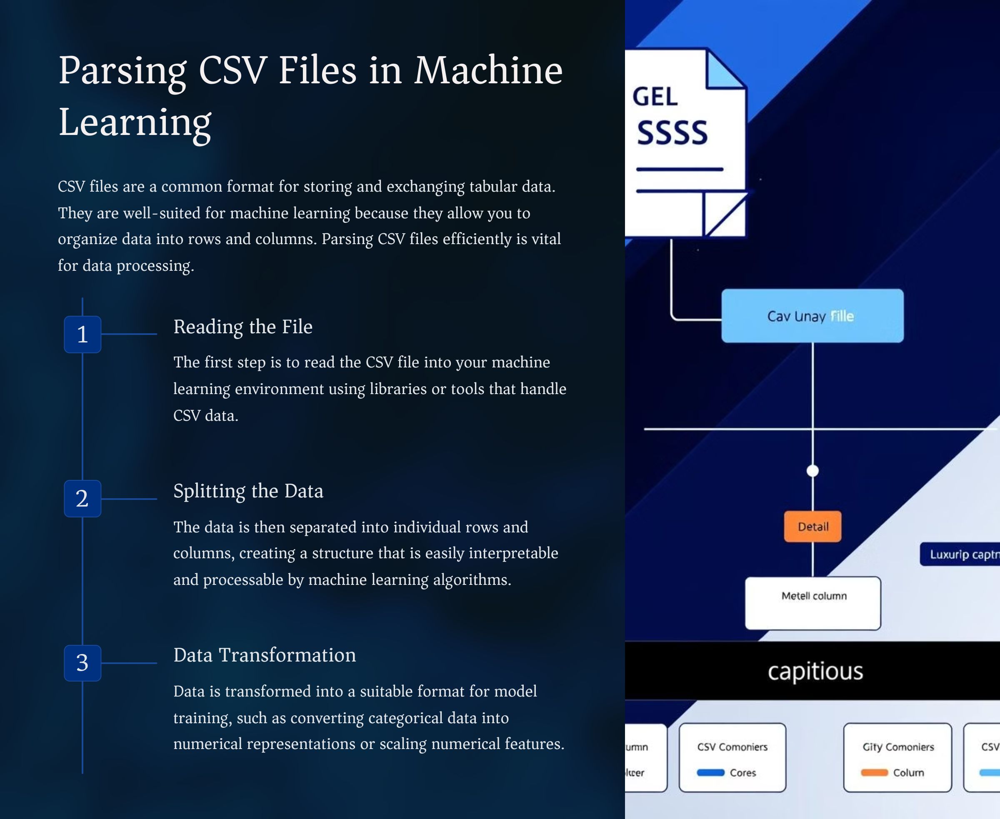 Parsing CSV Files in Machine
Learning
CSV files are a common format for storing and exchanging tabular data.
They are well-suited for machine learning because they allow you to
organize data into rows and columns. Parsing CSV files efficiently is vital
for data processing.
1
Reading the File
The first step is to read the CSV file into your machine
learning environment using libraries or tools that handle
CSV data.
2
Splitting the Data
The data is then separated into individual rows and
columns, creating a structure that is easily interpretable
and processable by machine learning algorithms.
3
Data Transformation
Data is transformed into a suitable format for model
training, such as converting categorical data into
numerical representations or scaling numerical features.
GEL
SSSS
Cav Unay Fille
Detail
Luxurip
Metell column
capitious
CSV Comoniers
Cores
Gity Comoniers
Colurn
CSV